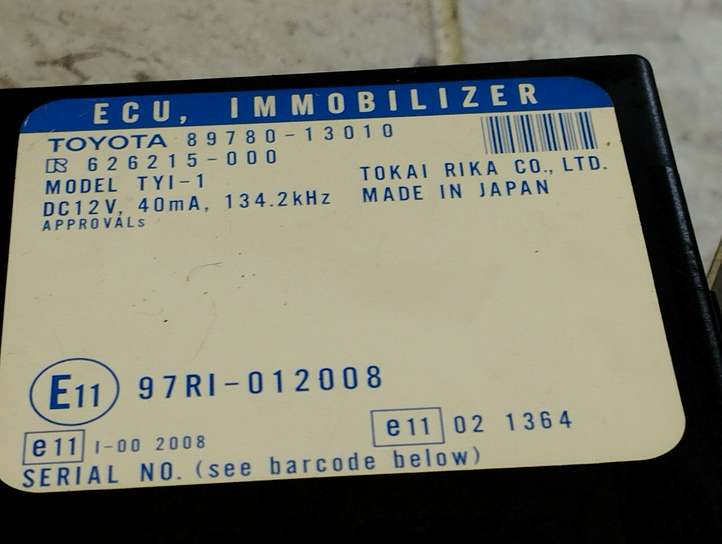 ECU, IMMOBILIZER
TOYOTA 89780-13010
R 626215-000
MODEL TYI-1
TOKAI RIKA CO., LTD.
DC12V, 40mA, 134.2kHz
MADE IN JAPAN
APPROVALs
E11 97RI-012008
e11 I-00 2008
e11 02 1364
SERIAL NO. (see barcode below)